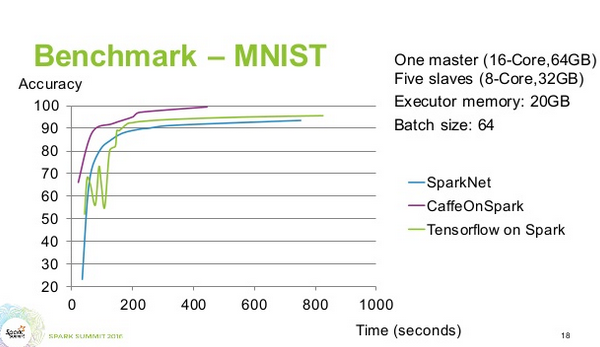 Benchmark – MNIST
One master (16-Core,64GB)
Five slaves (8-Core,32GB)
Executor memory: 20GB
Batch size: 64
Accuracy
100
90
80
70
60
50
40
30
20
0
200
400
600
800
1000
Time (seconds)
SparkNet
CaffeOnSpark
Tensorflow on Spark
SPARK SUMMIT 2016
18